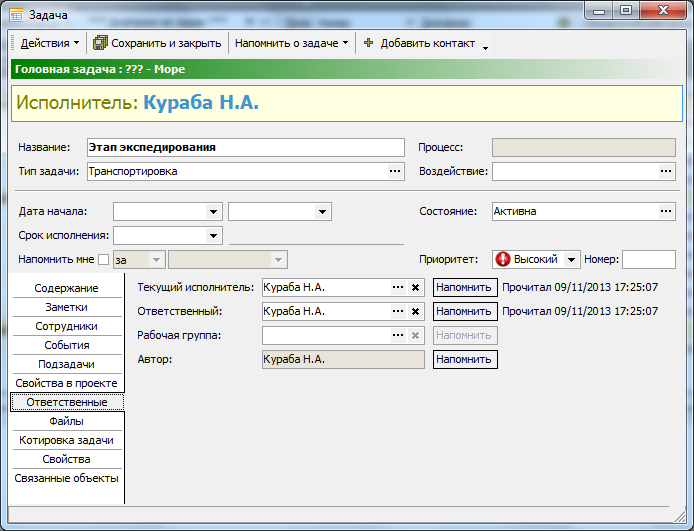 Задача
Действия Сохранить и закрыть Напомнить о задаче Добавить контакт
Головная задача : ??? - Море
Исполнитель: Кураба Н.А.
Название: Этап экспедирования Процесс:
Тип задачи: Транспортировка ... Воздействие: ...
Дата начала: Состояние: Активна ...
Срок исполнения:
Напомнить мне за Приоритет: Высокий Номер:
Содержание
Заметки
Сотрудники
События
Подзадачи
Свойства в проекте
Ответственные
Файлы
Котировка задачи
Свойства
Связанные объекты
Текущий исполнитель: Кураба Н.А. ... Напомнить Прочитал 09/11/2013 17:25:07
Ответственный: Кураба Н.А. ... Напомнить Прочитал 09/11/2013 17:25:07
Рабочая группа: ... Напомнить
Автор: Кураба Н.А. Напомнить